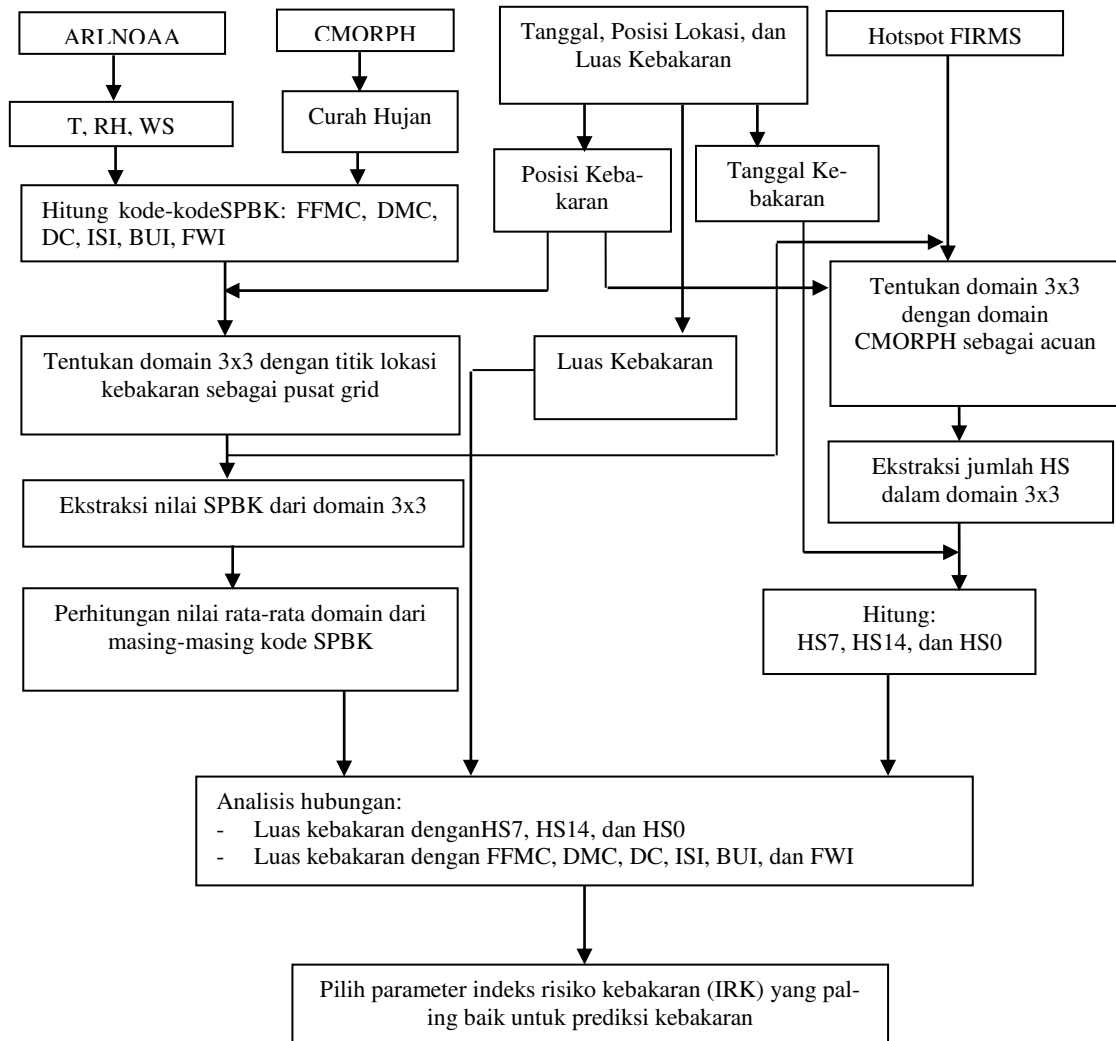 ARLNOAA
CMORPH
Tanggal, Posisi Lokasi, dan
Luas Kebakaran
Hotspot FIRMS
T, RH, WS
Curah Hujan
Posisi Keba-
karan
Tanggal Ke-
bakaran
Hitung kode-kodeSPBK: FFMC, DMC,
DC, ISI, BUI, FWI
Tentukan domain 3x3
dengan domain
CMORPH sebagai acuan
Tentukan domain 3x3 dengan titik lokasi
kebakaran sebagai pusat grid
Luas Kebakaran
Ekstraksi jumlah HS
dalam domain 3x3
Ekstraksi nilai SPBK dari domain 3x3
Perhitungan nilai rata-rata domain dari
masing-masing kode SPBK
Hitung:
HS7, HS14, dan HS0
Analisis hubungan:
- Luas kebakaran denganHS7, HS14, dan HS0
- Luas kebakaran dengan FFMC, DMC, DC, ISI, BUI, dan FWI
Pilih parameter indeks risiko kebakaran (IRK) yang pal-
ing baik untuk prediksi kebakaran